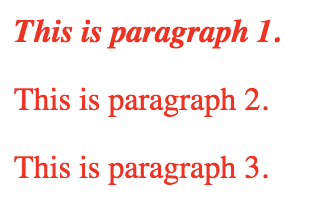 This is paragraph 1.
This is paragraph 2.
This is paragraph 3.